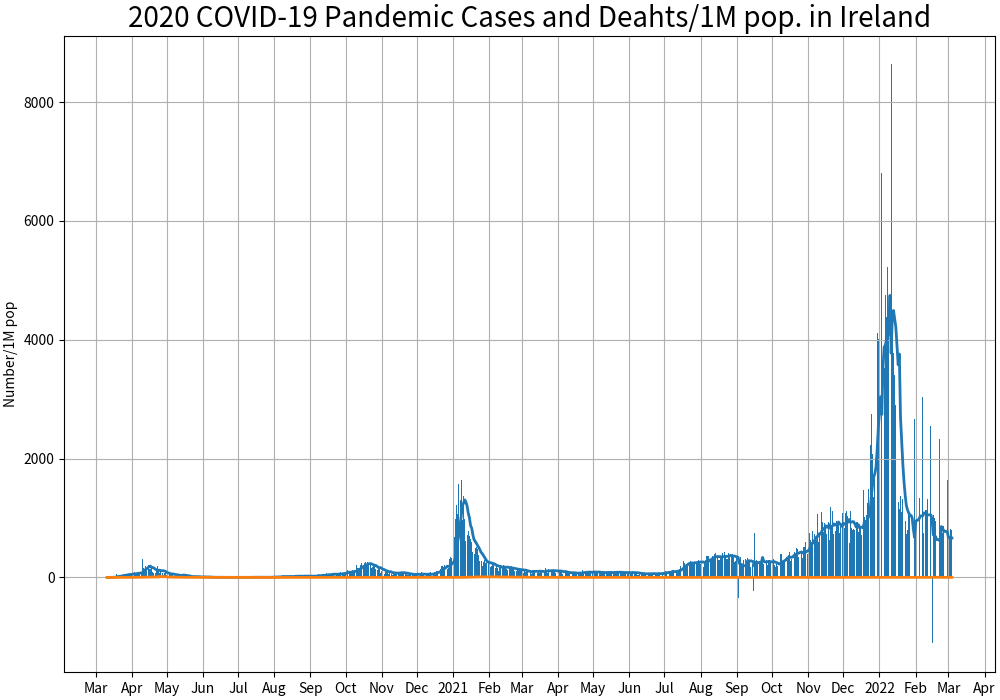 2020 COVID-19 Pandemic Cases and Deahts/1M pop. in Ireland
Number/1M pop
8000
6000
4000
2000
0
Mar Apr May Jun Jul Aug Sep Oct Nov Dec 2021 Feb Mar Apr May Jun Jul Aug Sep Oct Nov Dec 2022 Feb Mar Apr